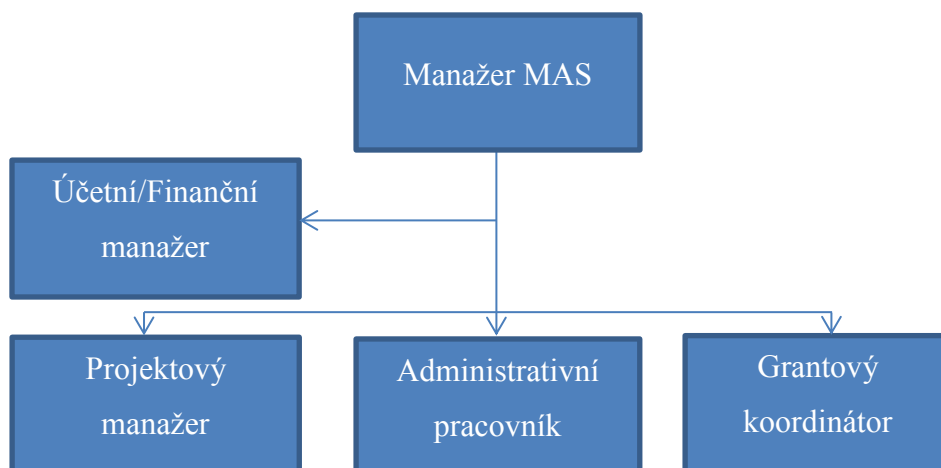 Manažer MAS
Účetní/Finanční
manažer
Projektový
manažer
Administrativní
pracovník
Grantový
koordinátor